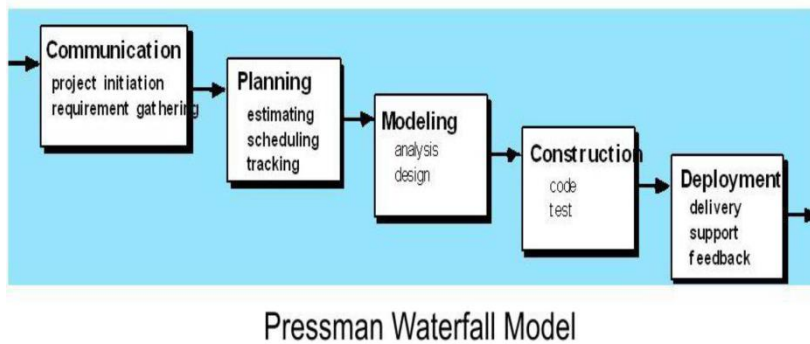 Communication
project initiation
requirement gathering
Planning
estimating
scheduling
tracking
Modeling
analysis
design
Construction
code
test
Deployment
delivery
support
feedback
Pressman Waterfall Model